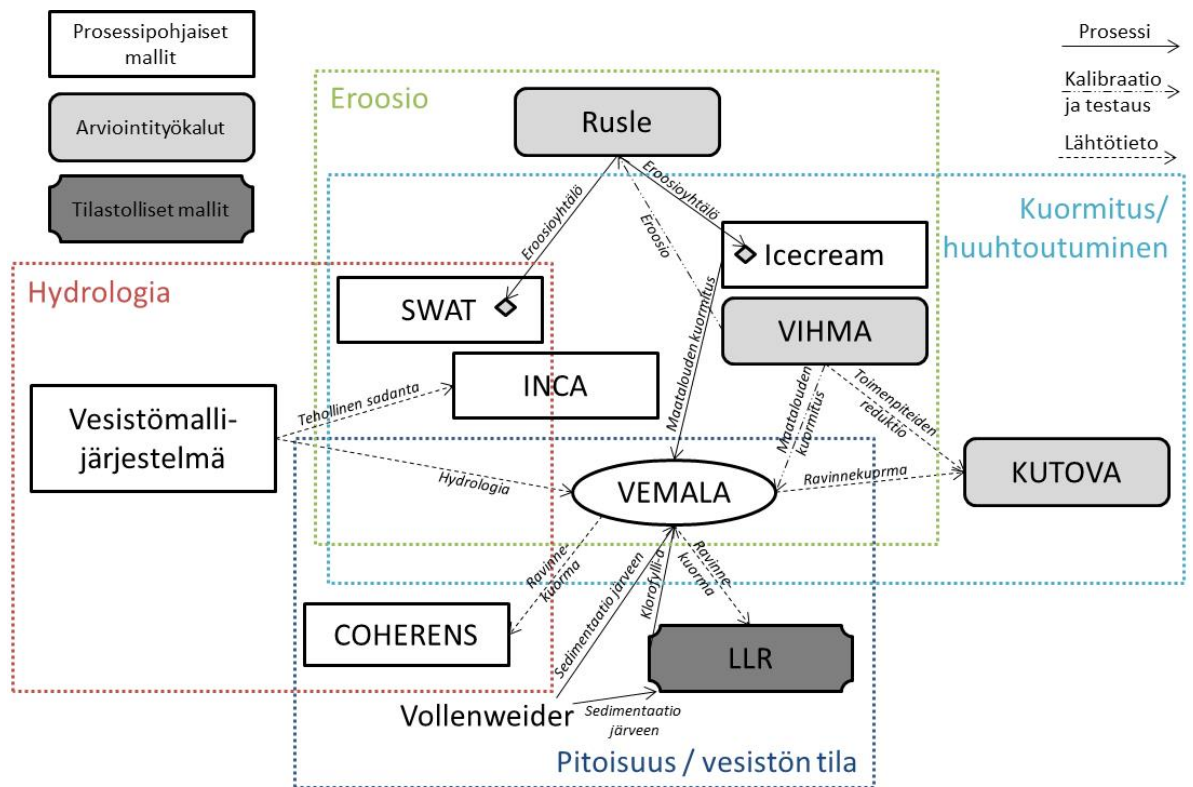 Prosessipohjaiset
mallit
Arviointityökalut
Tilastolliset mallit
Prosessi
Kalibraatio
ja testaus
Lähtötieto
Eroosio
Rusle
Eroosioyhtälö
Eroosioyhtälö
Eroosio
Kuormitus/
huuhtoutuminen
Icecream
Hydrologia
SWAT
VIHMA
Maatalouden kuormitus
INCA
Tehollinen sadanta
Vesistömalli-
järjestelmä
Maatalouden
kuormitus
Toimenpiteiden
reduktio
Hydrologia
VEMALA
Ravinnekuorma
KUTOVA
Ravinne-
kuorma
Sedimentaatio järveen
Klorofylli-a
Ravinne-
kuorma
COHERENS
LLR
Vollenweider
Sedimentaatio
järveen
Pitoisuus / vesistön tila